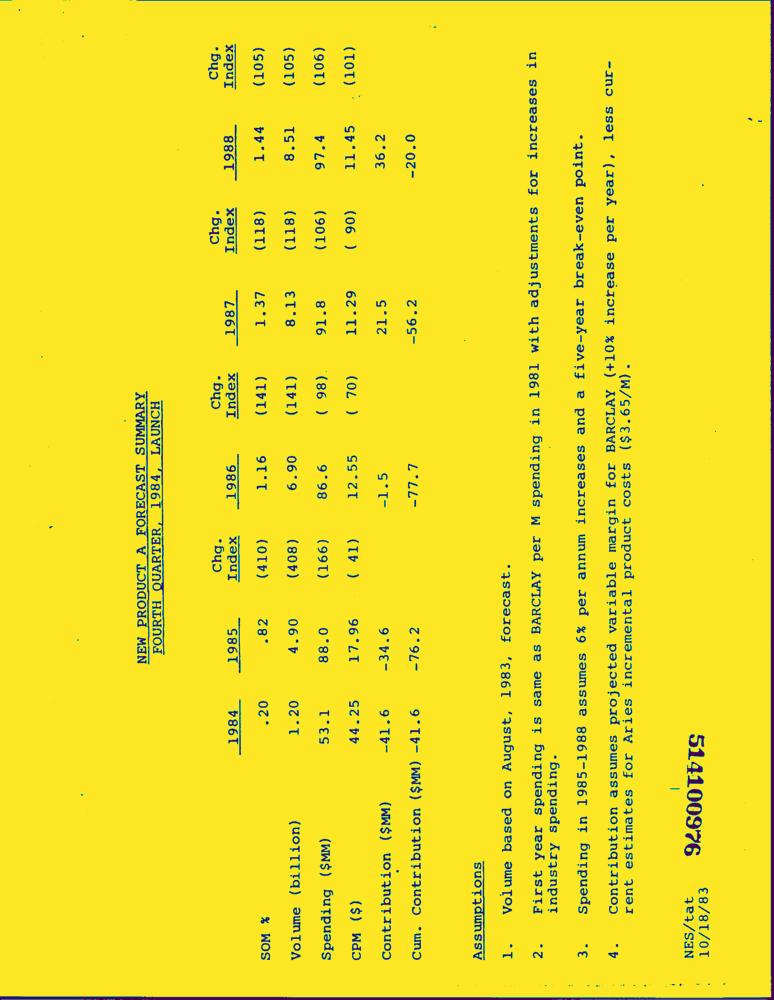 NEW PRODUCT A FORECAST SUMMARY
FOURTH QUARTER, 1984, LAUNCH
1984 1985 Chg. Index 1986 Chg. Index 1987 Chg. Index 1988 Chg. Index
SOM % .20 .82 (410) 1.16 (141) 1.37 (118) 1.44 (105)
Volume (billion) 1.20 4.90 (408) 6.90 (141) 8.13 (118) 8.51 (105)
Spending ($MM) 53.1 88.0 (166) 86.6 ( 98) 91.8 (106) 97.4 (106)
CPM ($) 44.25 17.96 ( 41) 12.55 ( 70) 11.29 ( 90) 11.45 (101)
Contribution ($MM) -41.6 -34.6 -1.5 21.5 36.2
Cum. Contribution ($MM) -41.6 -76.2 -77.7 -56.2 -20.0
Assumptions
1. Volume based on August, 1983, forecast.
2. First year spending is same as BARCLAY per M spending in 1981 with adjustments for increases in
industry spending.
3. Spending in 1985-1988 assumes 6% per annum increases and a five-year break-even point.
4. Contribution assumes projected variable margin for BARCLAY (+10% increase per year), less cur-
rent estimates for Aries incremental product costs ($3.65/M).
NES/tat
10/18/83
514100976